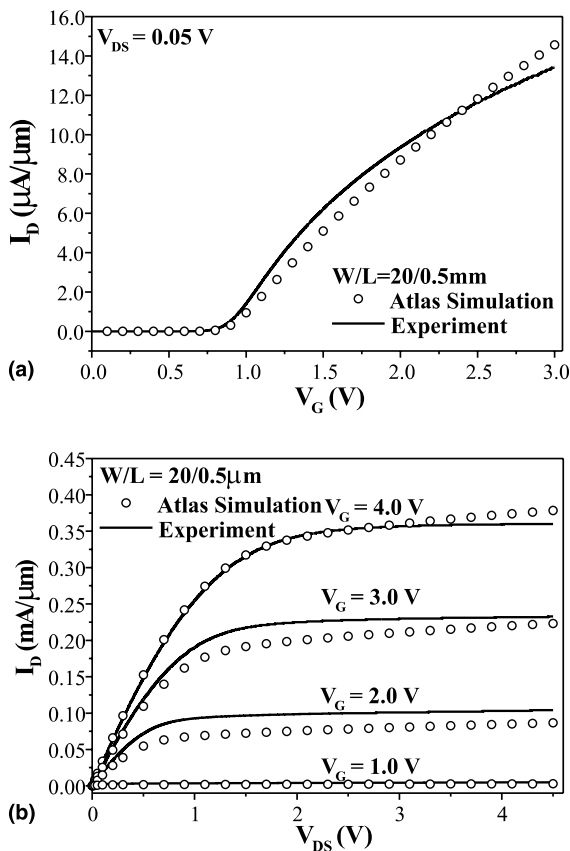 16.0
14.0
12.0
10.0
8.0
6.0
4.0
2.0
0.0
I_D (μA/μm)
V_DS = 0.05 V
W/L=20/0.5mm
Atlas Simulation
Experiment
0.0 0.5 1.0 1.5 2.0 2.5 3.0
V_G (V)
(a)
0.45
0.40
0.35
0.30
0.25
0.20
0.15
0.10
0.05
0.00
I_D (mA/μm)
W/L = 20/0.5μm
Atlas Simulation
Experiment
V_G = 4.0 V
V_G = 3.0 V
V_G = 2.0 V
V_G = 1.0 V
0 1 2 3 4
V_DS (V)
(b)